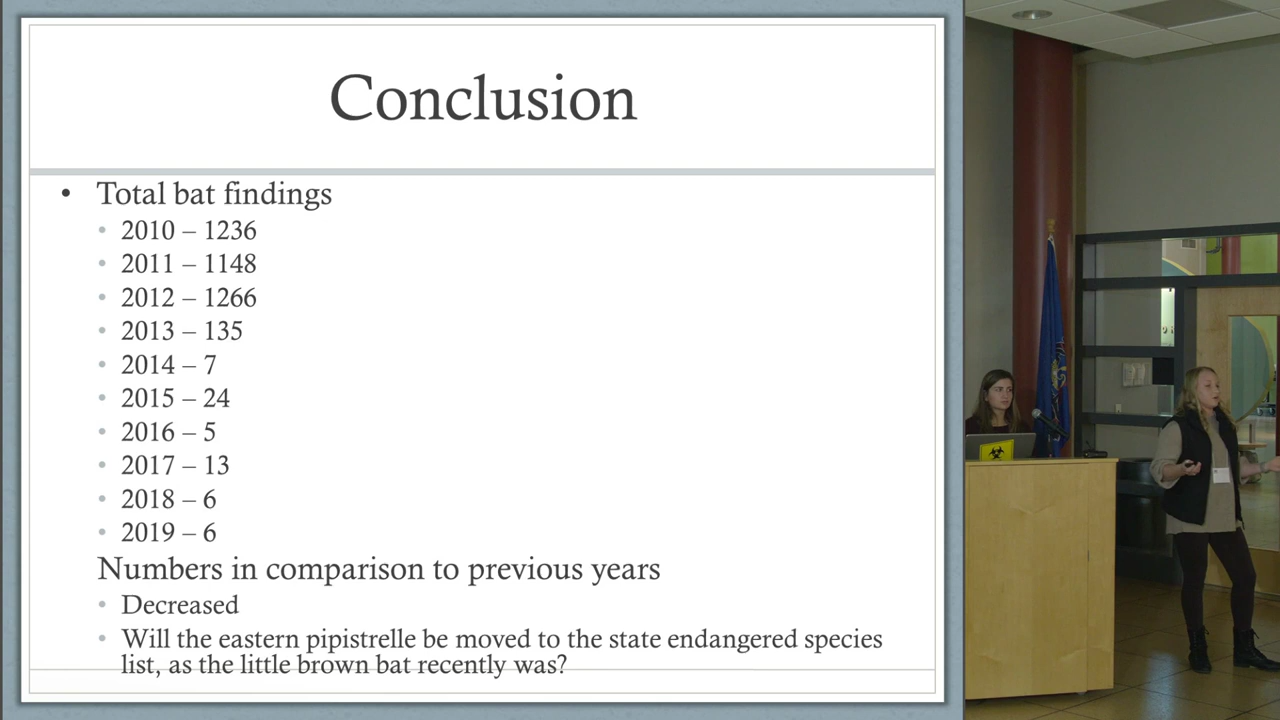 Conclusion
• Total bat findings
• 2010 – 1236
• 2011 – 1148
• 2012 – 1266
• 2013 – 135
• 2014 – 7
• 2015 – 24
• 2016 – 5
• 2017 – 13
• 2018 – 6
• 2019 – 6
Numbers in comparison to previous years
• Decreased
• Will the eastern pipistrelle be moved to the state endangered species
list, as the little brown bat recently was?